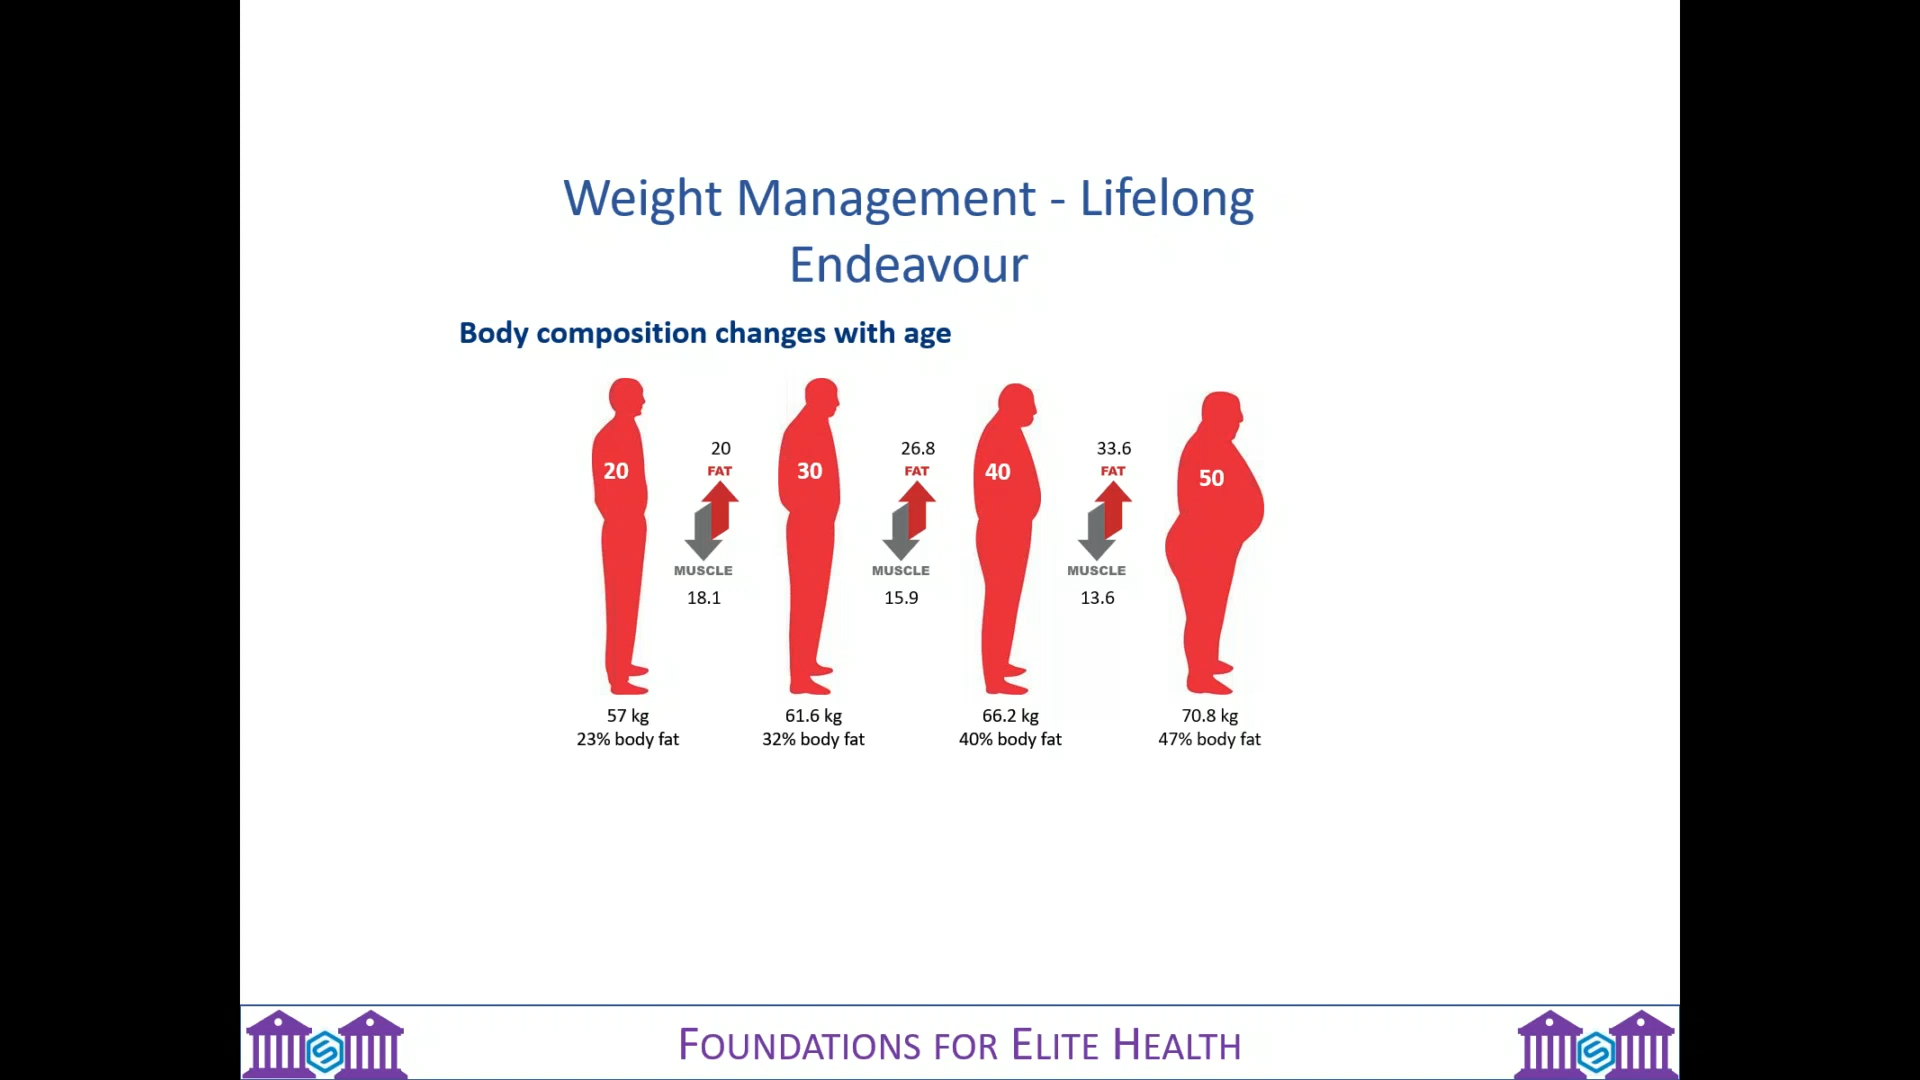 Weight Management - Lifelong
Endeavour
Body composition changes with age
20
20
FAT
MUSCLE
18.1
30
26.8
FAT
MUSCLE
15.9
40
33.6
FAT
MUSCLE
13.6
50
57 kg
23% body fat
61.6 kg
32% body fat
66.2 kg
40% body fat
70.8 kg
47% body fat
FOUNDATIONS FOR ELITE HEALTH